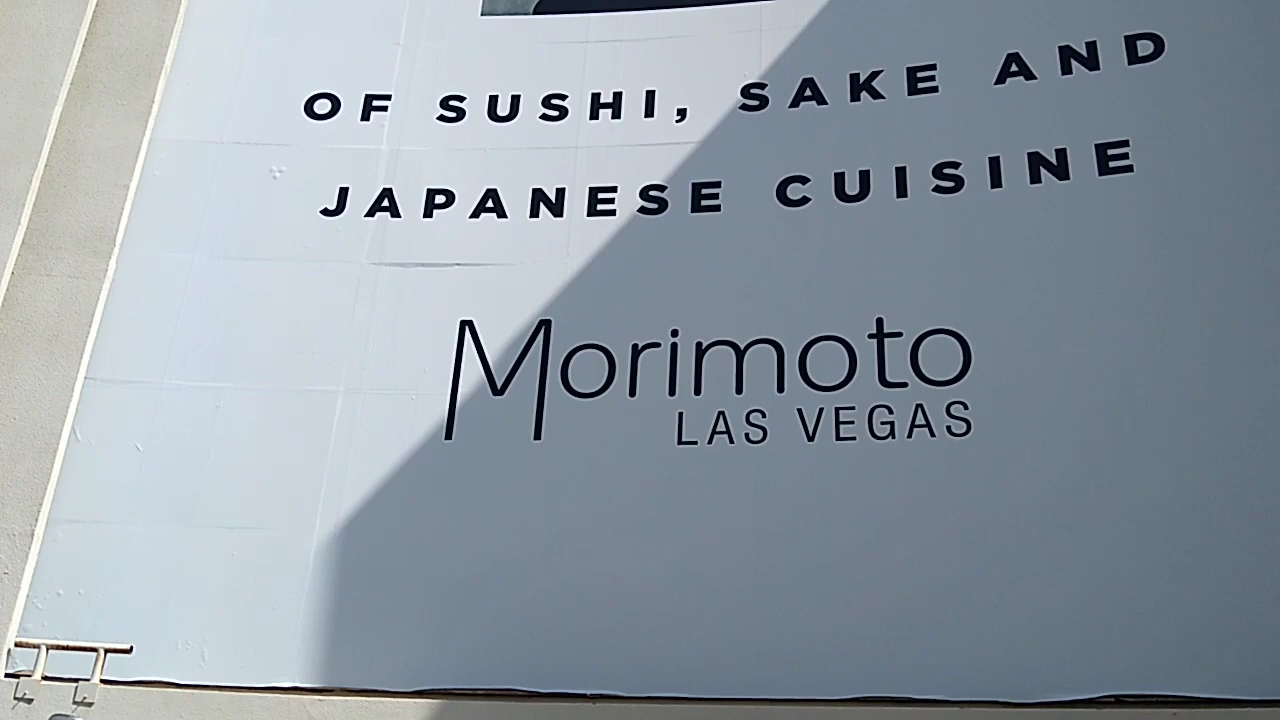 OF SUSHI, SAKE AND
JAPANESE CUISINE
Morimoto
LAS VEGAS